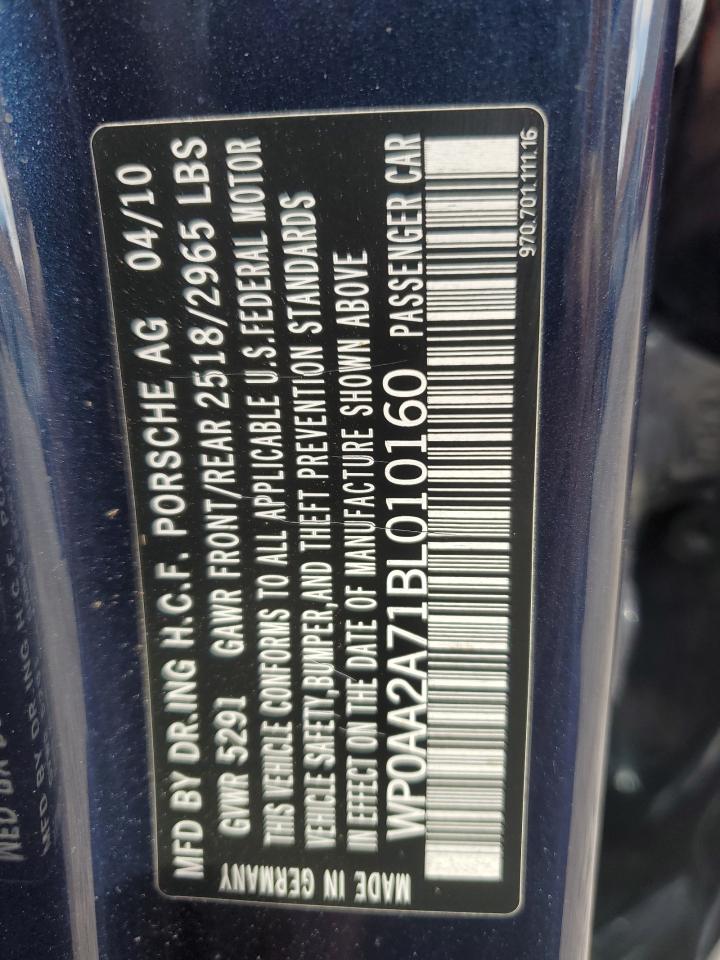 MFD BY DR.ING H.C.F. PORSCHE AG 04/10
GVWR 5291 GAWR FRONT/REAR 2518/2965 LBS
THIS VEHICLE CONFORMS TO ALL APPLICABLE U.S.FEDERAL MOTOR
VEHICLE SAFETY,BUMPER,AND THEFT PREVENTION STANDARDS
IN EFFECT ON THE DATE OF MANUFACTURE SHOWN ABOVE
WP0AA2A71BL010160 PASSENGER CAR
MADE IN GERMANY
970.701.111.16